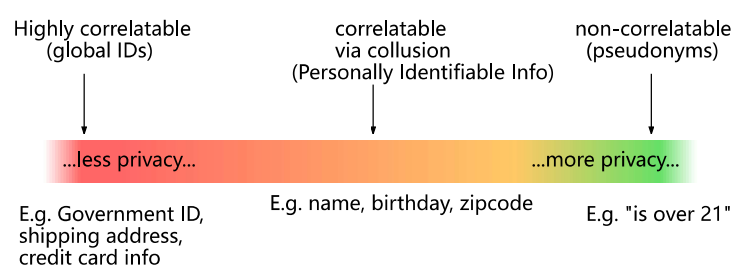 Highly correlatable
(global IDs)
correlatable
via collusion
(Personally Identifiable Info)
non-correlatable
(pseudonyms)
...less privacy...
...more privacy...
E.g. Government ID,
shipping address,
credit card info
E.g. name, birthday, zipcode
E.g. "is over 21"